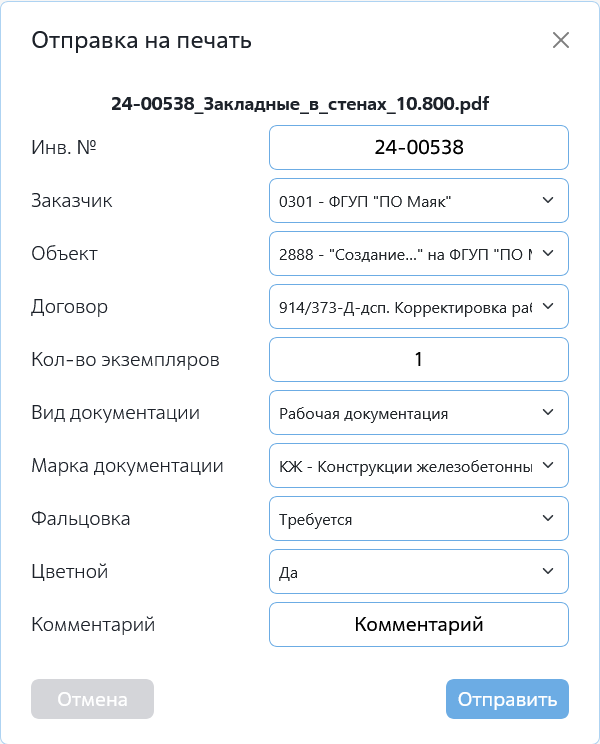 Отправка на печать
24-00538_Закладные_в_стенах_10.800.pdf
Инв. № 24-00538
Заказчик 0301 - ФГУП "ПО Маяк"
Объект 2888 - "Создание..." на ФГУП "ПО
Договор 914/373-Д-дсп. Корректировка
Кол-во экземпляров 1
Вид документации Рабочая документация
Марка документации КЖ - Конструкции железобетонны
Фальцовка Требуется
Цветной Да
Комментарий Комментарий
Отмена Отправить